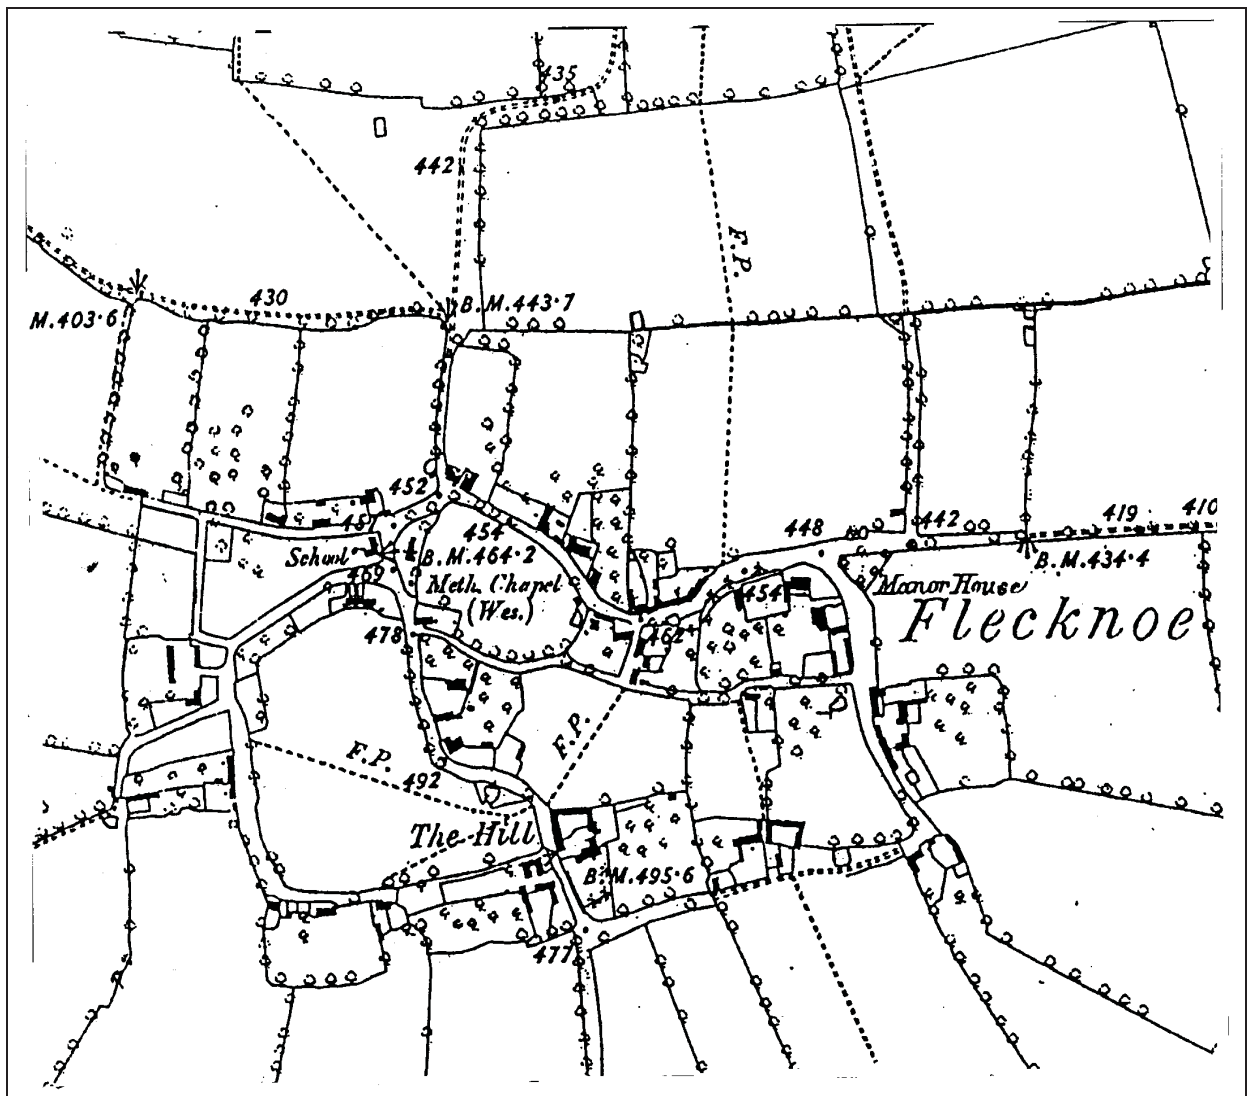 435
442
F.P.
430
B.M.443·7
M.403·6
452
454
448
442
419
410
School
B.M.464·2
B.M.434·4
469
Meth. Chapel
(Wes.)
454
Manor House
Flecknoe
478
462
F.P.
F.P.
492
The Hill
B.M.495·6
477